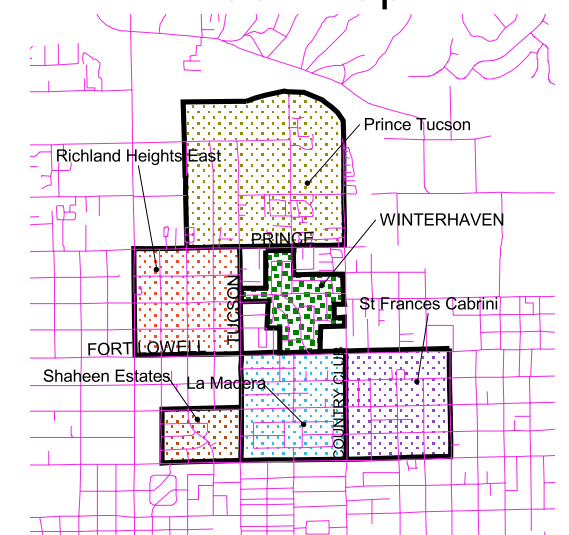 Prince Tucson
Richland Heights East
WINTERHAVEN
PRINCE
TUCSON
St Frances Cabrini
FORT LOWELL
Shaheen Estates
La Madera
COUNTRY CLUB